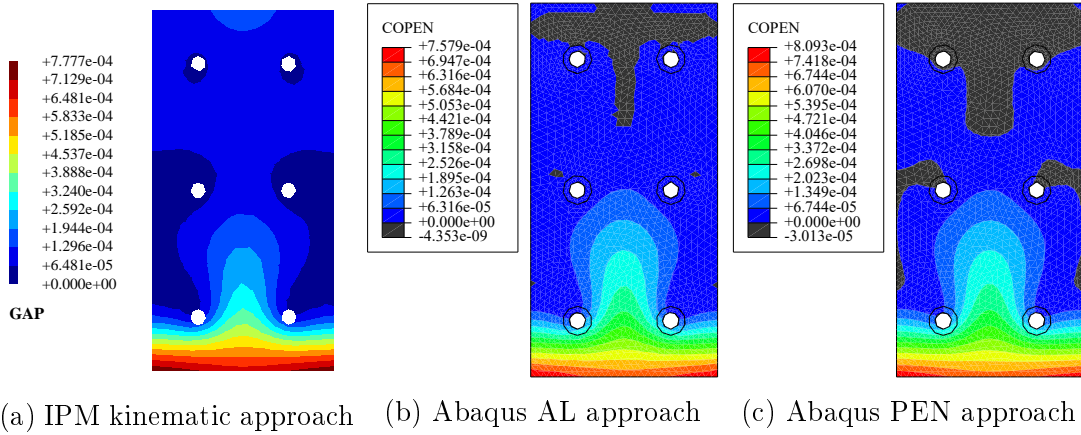 +7.777e-04
+7.129e-04
+6.481e-04
+5.833e-04
+5.185e-04
+4.537e-04
+3.888e-04
+3.240e-04
+2.592e-04
+1.944e-04
+1.296e-04
+6.481e-05
+0.000e+00
GAP
COPEN
+7.579e-04
+6.947e-04
+6.316e-04
+5.684e-04
+5.053e-04
+4.421e-04
+3.789e-04
+3.158e-04
+2.526e-04
+1.895e-04
+1.263e-04
+6.316e-05
+0.000e+00
-4.353e-09
COPEN
+8.093e-04
+7.418e-04
+6.744e-04
+6.070e-04
+5.395e-04
+4.721e-04
+4.046e-04
+3.372e-04
+2.698e-04
+2.023e-04
+1.349e-04
+6.744e-05
+0.000e+00
-3.013e-05
(a) IPM kinematic approach
(b) Abaqus AL approach
(c) Abaqus PEN approach